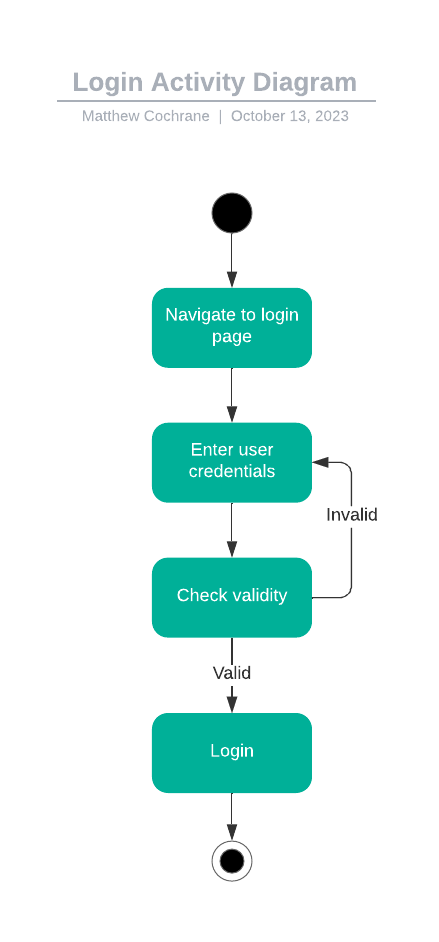 Login Activity Diagram
Matthew Cochrane | October 13, 2023
Navigate to login
page
Enter user
credentials
Invalid
Check validity
Valid
Login